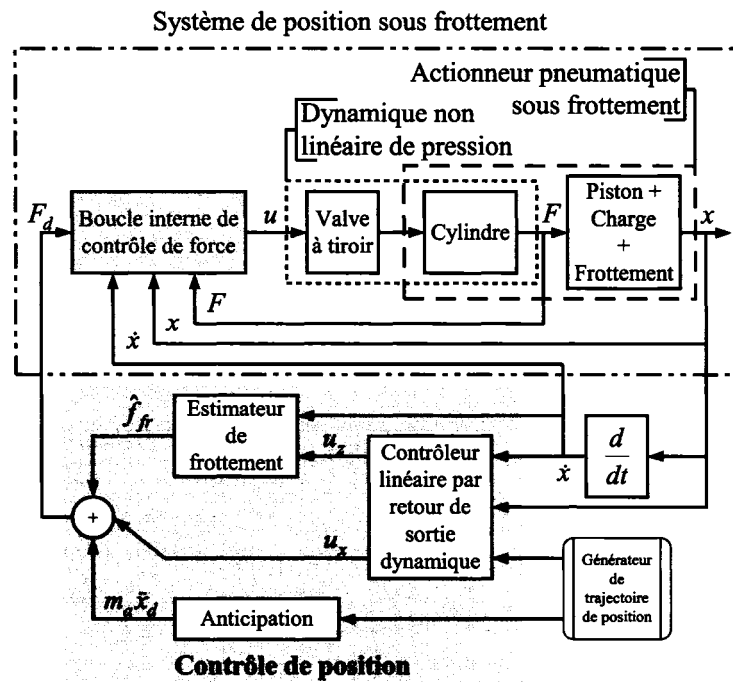 Système de position sous frottement
Actionneur pneumatique
sous frottement
Dynamique non
linéaire de pression
F_d
Boucle interne de
contrôle de force
u
Valve
à tiroir
Cylindre
F
Piston +
Charge
+
Frottement
x
F
x
ẋ
f̂_fr
Estimateur
de
frottement
u_z
Contrôleur
linéaire par
retour de
sortie
dynamique
ẋ
d
dt
+
u_x
Générateur
de
trajectoire
de position
m_a ẍ_d
Anticipation
Contrôle de position